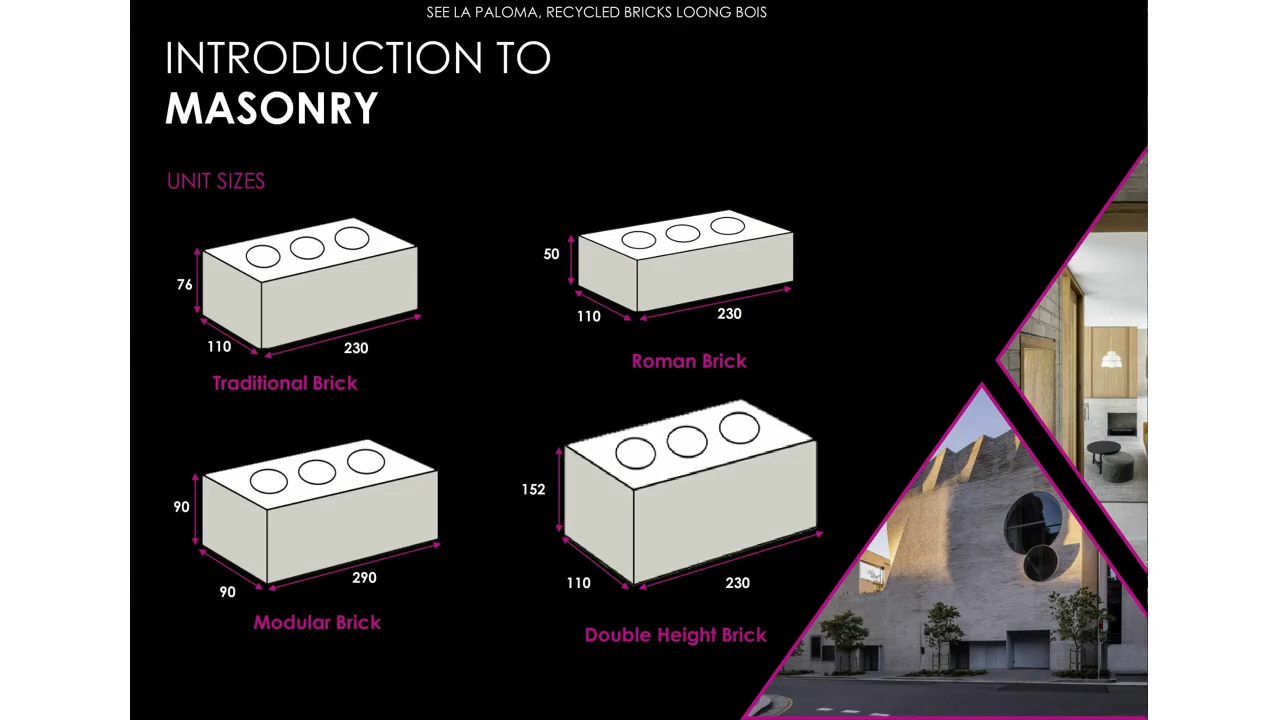 SEE LA PALOMA, RECYCLED BRICKS LOONG BOIS
INTRODUCTION TO
MASONRY
UNIT SIZES
76
110
230
Traditional Brick
50
110
230
Roman Brick
90
90
290
Modular Brick
152
110
230
Double Height Brick